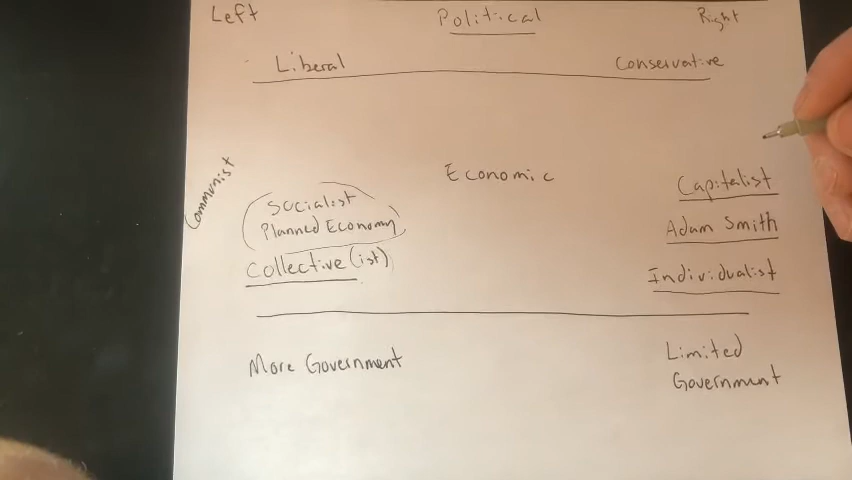 Left Political Right
Liberal Conservative
Communist
Economic
Socialist
Planned Economy
Collective (ist)
Capitalist
Adam Smith
Individualist
More Government
Limited
Government